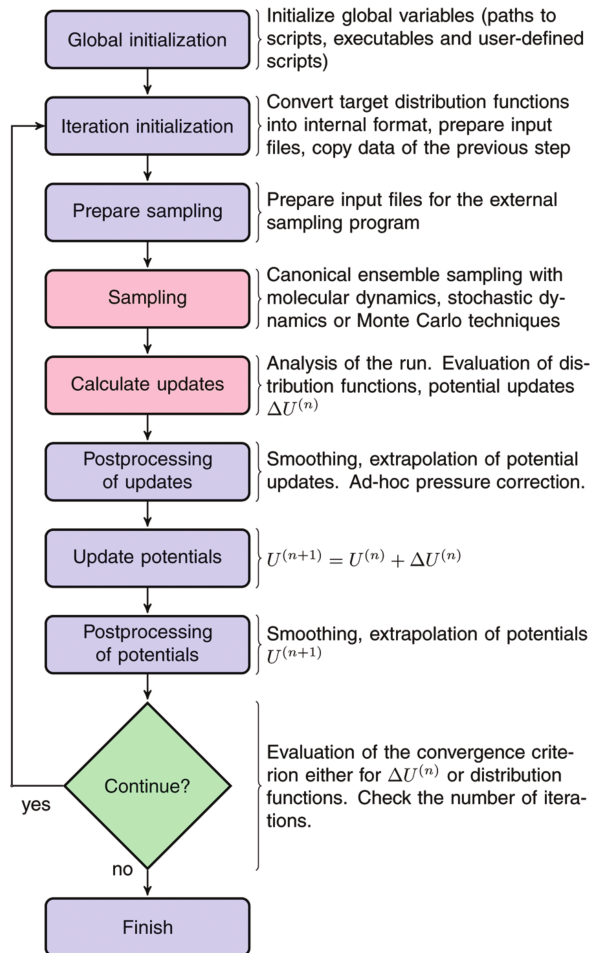 Global initialization
Initialize global variables (paths to
scripts, executables and user-defined
scripts)
Iteration initialization
Convert target distribution functions
into internal format, prepare input
files, copy data of the previous step
Prepare sampling
Prepare input files for the external
sampling program
Sampling
Canonical ensemble sampling with
molecular dynamics, stochastic dy-
namics or Monte Carlo techniques
Calculate updates
Analysis of the run. Evaluation of dis-
tribution functions, potential updates
ΔU⁽ⁿ⁾
Postprocessing
of updates
Smoothing, extrapolation of potential
updates. Ad-hoc pressure correction.
Update potentials
U⁽ⁿ⁺¹⁾ = U⁽ⁿ⁾ + ΔU⁽ⁿ⁾
Postprocessing
of potentials
Smoothing, extrapolation of potentials
U⁽ⁿ⁺¹⁾
Continue?
yes
no
Evaluation of the convergence crite-
rion either for ΔU⁽ⁿ⁾ or distribution
functions. Check the number of itera-
tions.
Finish